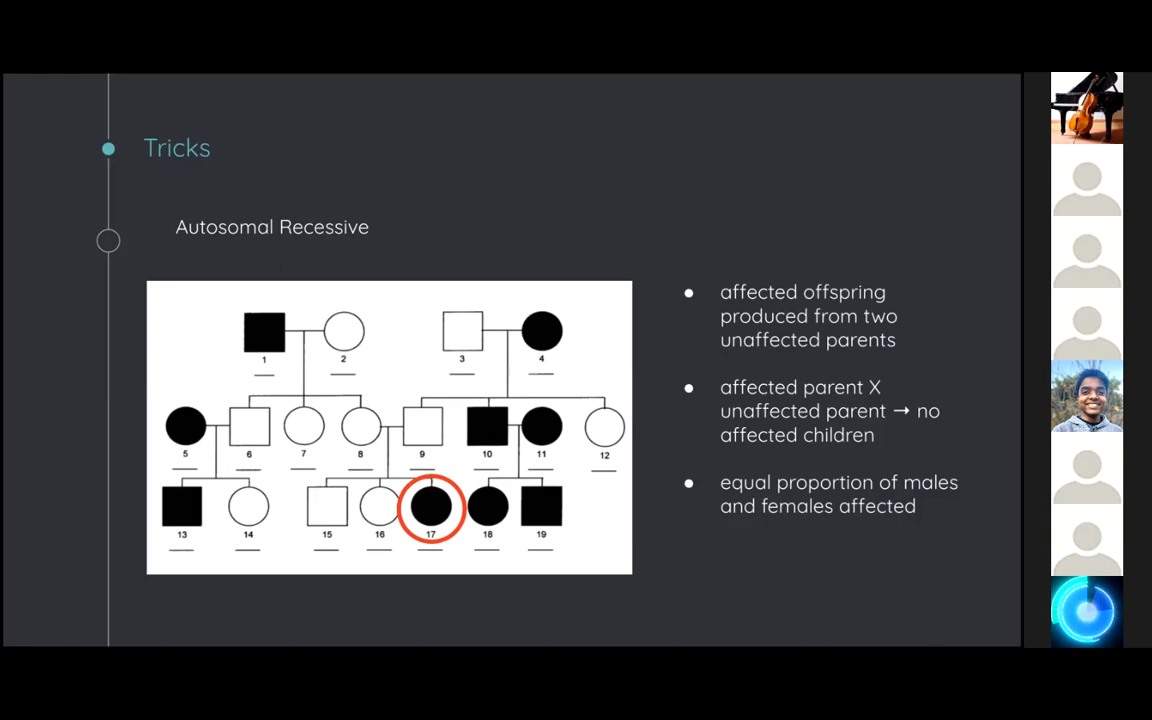 Tricks
Autosomal Recessive
1
2
3
4
5
6
7
8
9
10
11
12
13
14
15
16
17
18
19
● affected offspring
produced from two
unaffected parents
● affected parent X
unaffected parent → no
affected children
● equal proportion of males
and females affected